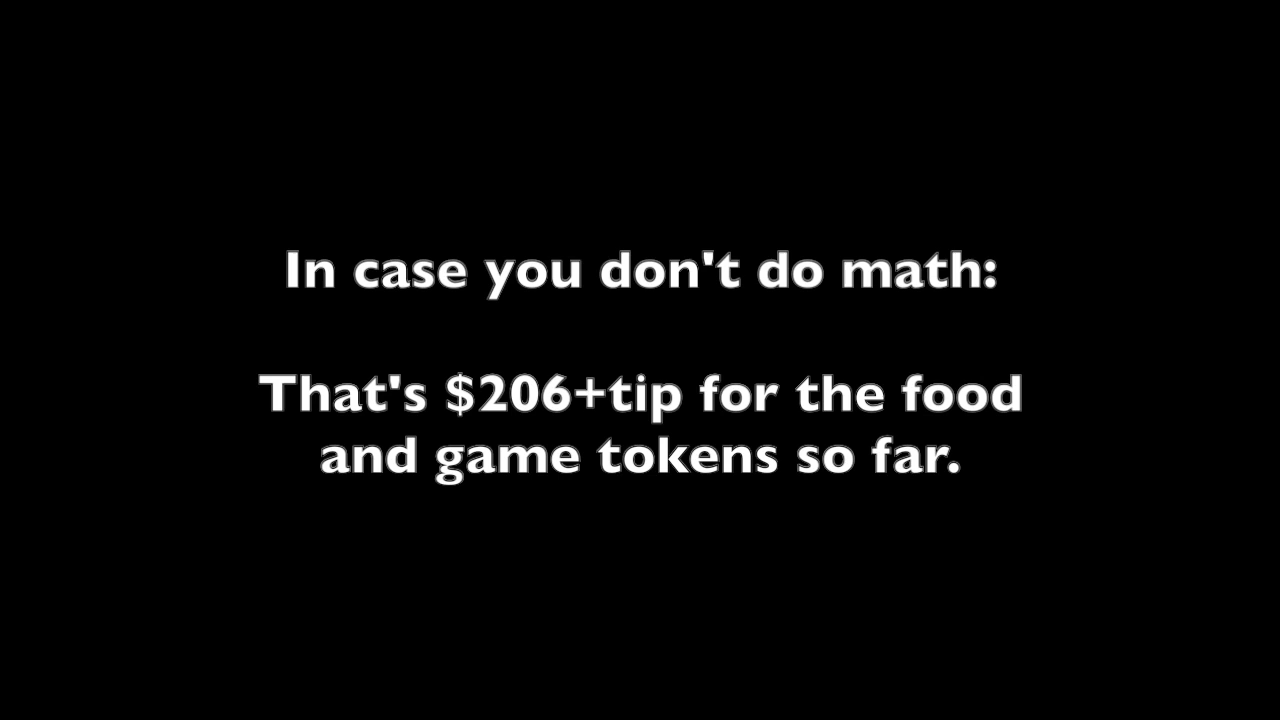 In case you don't do math:
That's $206+tip for the food
and game tokens so far.